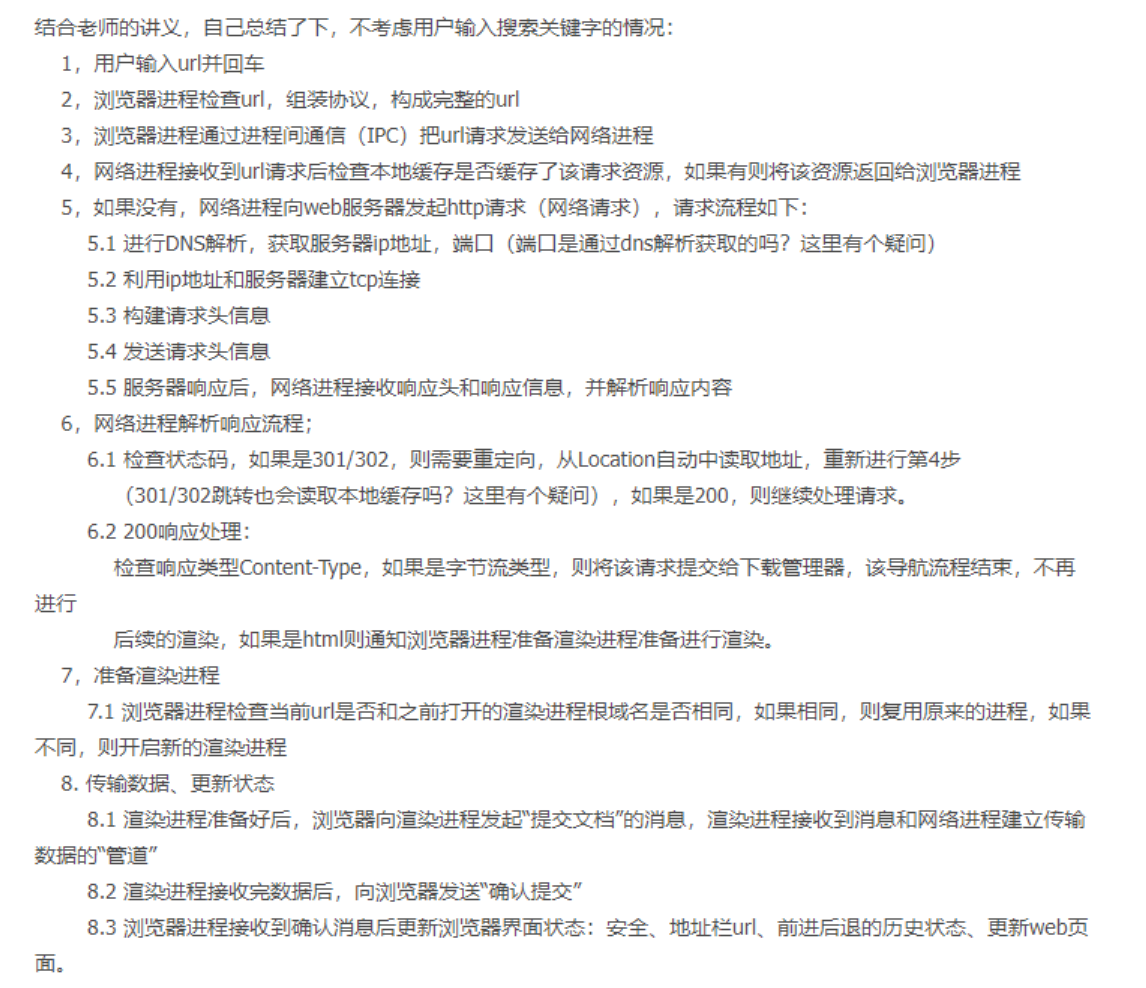 结合老师的讲义，自己总结了下，不考虑用户输入搜索关键字的情况：
1，用户输入url并回车
2，浏览器进程检查url，组装协议，构成完整的url
3，浏览器进程通过进程间通信（IPC）把url请求发送给网络进程
4，网络进程接收到url请求后检查本地缓存是否缓存了该请求资源，如果有则将该资源返回给浏览器进程
5，如果没有，网络进程向web服务器发起http请求（网络请求），请求流程如下：
5.1 进行DNS解析，获取服务器ip地址，端口（端口是通过dns解析获取的吗？这里有个疑问）
5.2 利用ip地址和服务器建立tcp连接
5.3 构建请求头信息
5.4 发送请求头信息
5.5 服务器响应后，网络进程接收响应头和响应信息，并解析响应内容
6，网络进程解析响应流程；
6.1 检查状态码，如果是301/302，则需要重定向，从Location自动中读取地址，重新进行第4步
（301/302跳转也会读取本地缓存吗？这里有个疑问），如果是200，则继续处理请求。
6.2 200响应处理：
检查响应类型Content-Type，如果是字节流类型，则将该请求提交给下载管理器，该导航流程结束，不再
进行
后续的渲染，如果是html则通知浏览器进程准备渲染进程准备进行渲染。
7，准备渲染进程
7.1 浏览器进程检查当前url是否和之前打开的渲染进程根域名是否相同，如果相同，则复用原来的进程，如果
不同，则开启新的渲染进程
8. 传输数据、更新状态
8.1 渲染进程准备好后，浏览器向渲染进程发起“提交文档”的消息，渲染进程接收到消息和网络进程建立传输
数据的“管道”
8.2 渲染进程接收完数据后，向浏览器发送“确认提交”
8.3 浏览器进程接收到确认消息后更新浏览器界面状态：安全、地址栏url、前进后退的历史状态、更新web页
面。